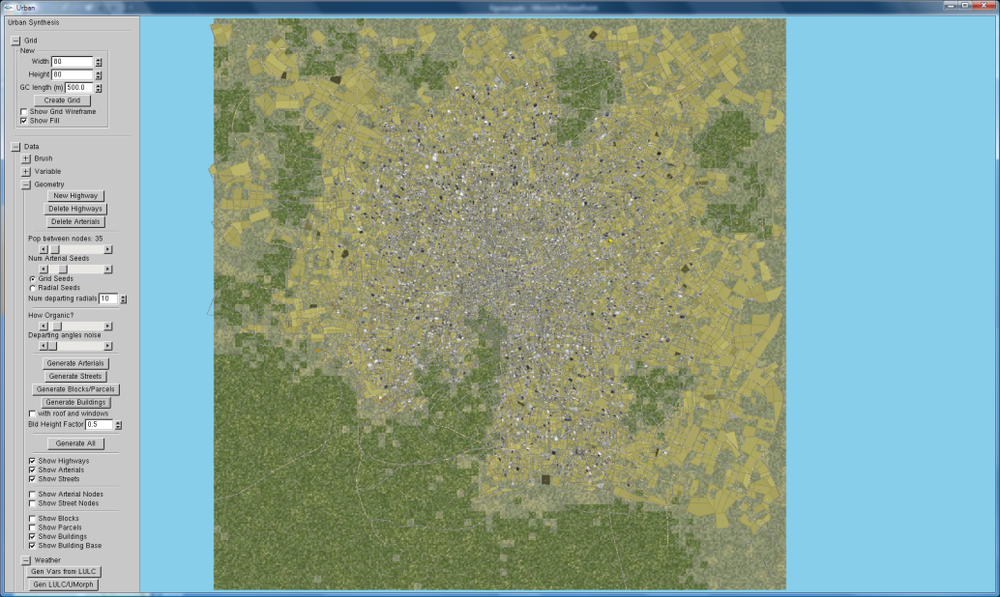 Urban
figures.pptx - Microsoft PowerPoint
Urban Synthesis
Grid
New
Width 80
Height 80
GC length (m) 500.0
Create Grid
Show Grid Wireframe
Show Fill
Data
Brush
Variable
Geometry
New Highway
Delete Highways
Delete Arterials
Pop between nodes: 35
Num Arterial Seeds
Grid Seeds
Radial Seeds
Num departing radials 10
How Organic?
Departing angles noise
Generate Arterials
Generate Streets
Generate Blocks/Parcels
Generate Buildings
with roof and windows
Bld Height Factor 0.5
Generate All
Show Highways
Show Arterials
Show Streets
Show Arterial Nodes
Show Street Nodes
Show Blocks
Show Parcels
Show Buildings
Show Building Base
Weather
Gen Vars from LULC
Gen LULC/UMorph